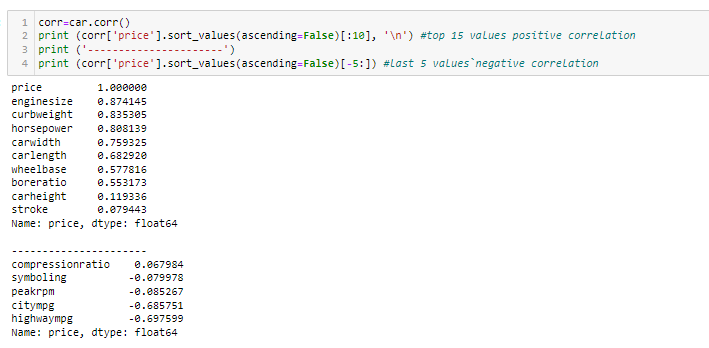 1 corr=car.corr()
2 print (corr['price'].sort_values(ascending=False)[:10], '\n') #top 15 values positive correlation
3 print ('----------------------')
4 print (corr['price'].sort_values(ascending=False)[-5:]) #last 5 values`negative correlation
price 1.000000
enginesize 0.874145
curbweight 0.835305
horsepower 0.808139
carwidth 0.759325
carlength 0.682920
wheelbase 0.577816
boreratio 0.553173
carheight 0.119336
stroke 0.079443
Name: price, dtype: float64
----------------------
compressionratio 0.067984
symboling -0.079978
peakrpm -0.085267
citympg -0.685751
highwaympg -0.697599
Name: price, dtype: float64